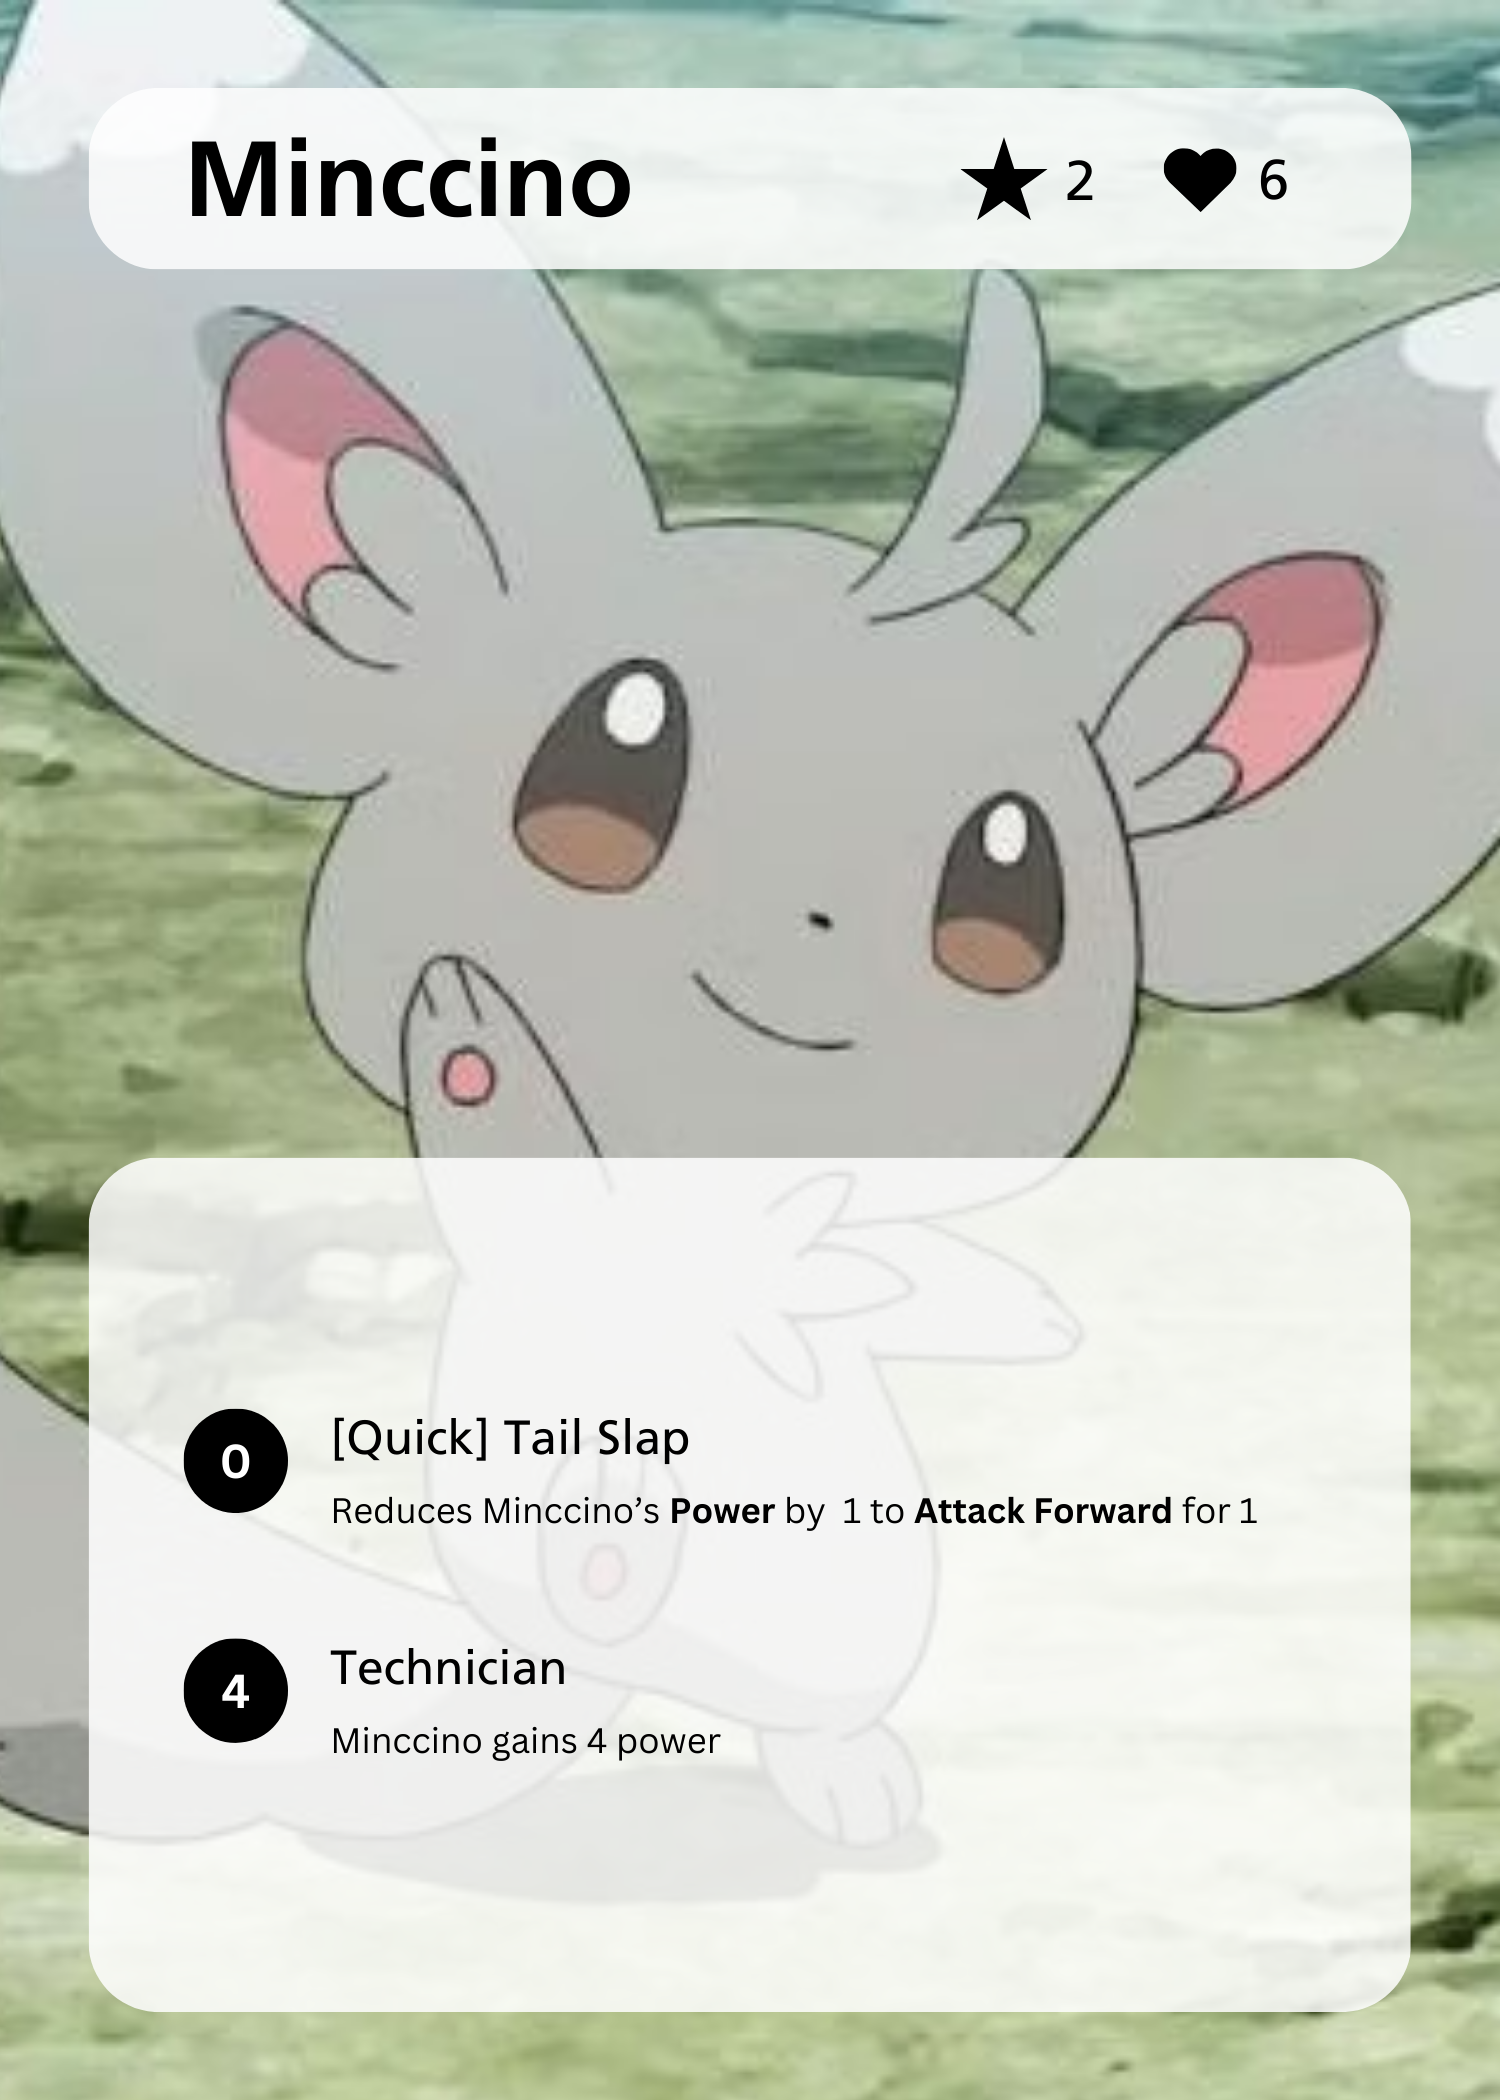 Minccino 2 6
0 [Quick] Tail Slap
Reduces Minccino’s Power by  1 to Attack Forward for 1
4 Technician
Minccino gains 4 power